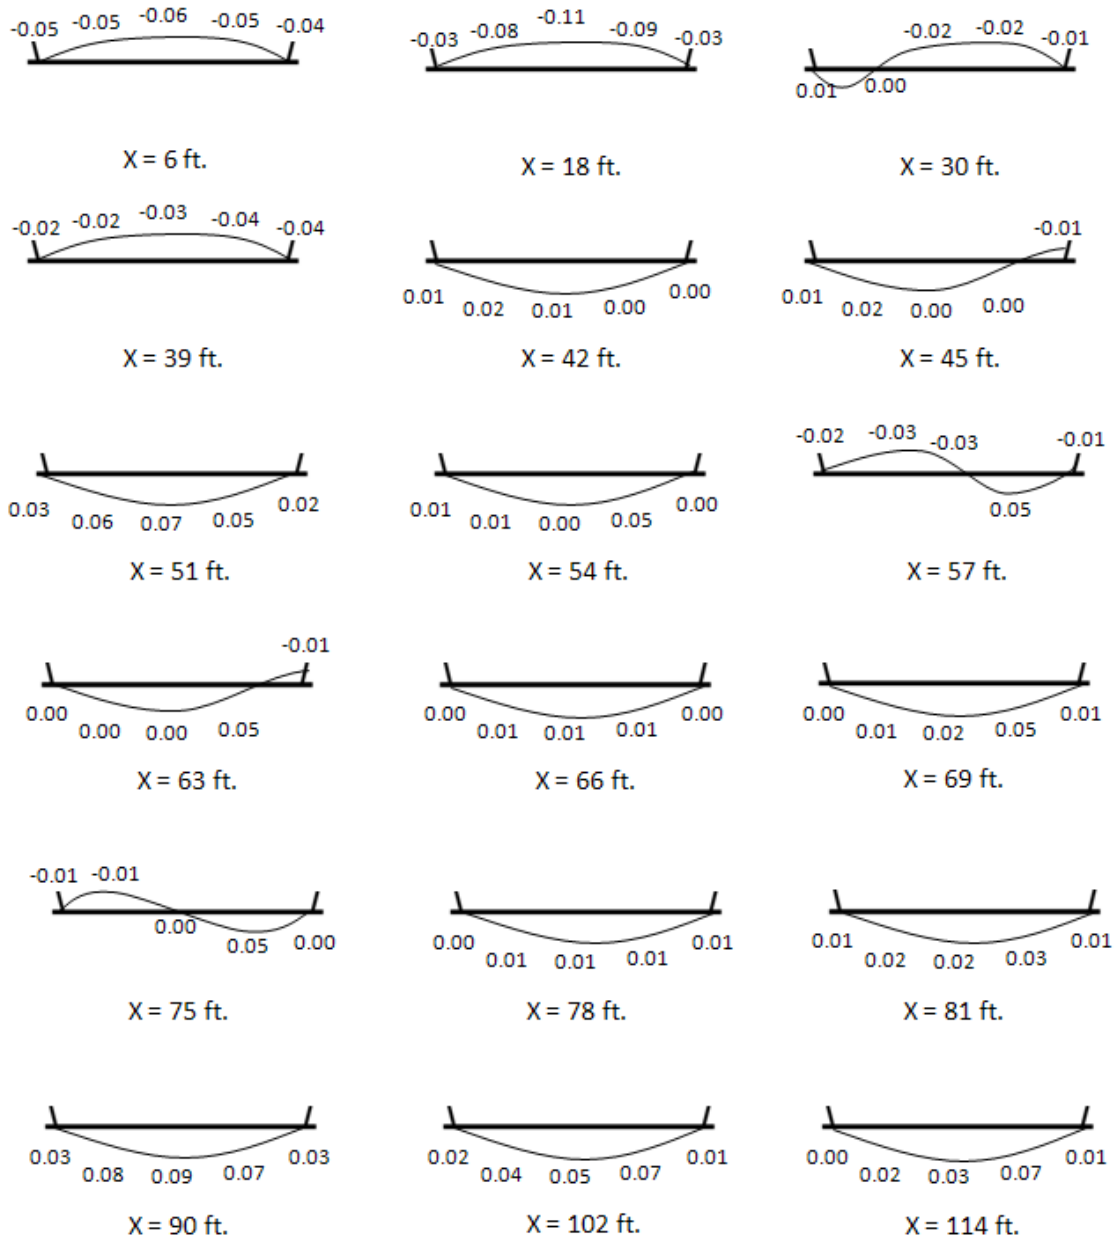 -0.05 -0.05 -0.06 -0.05 -0.04
X = 6 ft.
-0.03 -0.08 -0.11 -0.09 -0.03
X = 18 ft.
-0.02 -0.02 -0.01
0.01 0.00
X = 30 ft.
-0.02 -0.02 -0.03 -0.04 -0.04
X = 39 ft.
0.01 0.02 0.01 0.00 0.00
X = 42 ft.
-0.01
0.01 0.02 0.00 0.00
X = 45 ft.
0.03 0.06 0.07 0.05 0.02
X = 51 ft.
0.01 0.01 0.00 0.05 0.00
X = 54 ft.
-0.02 -0.03 -0.03 -0.01
0.05
X = 57 ft.
-0.01
0.00 0.00 0.00 0.05
X = 63 ft.
0.00 0.01 0.01 0.01 0.00
X = 66 ft.
0.00 0.01 0.02 0.05 0.01
X = 69 ft.
-0.01 -0.01
0.00 0.05 0.00
X = 75 ft.
0.00 0.01 0.01 0.01 0.01
X = 78 ft.
0.01 0.02 0.02 0.03 0.01
X = 81 ft.
0.03 0.08 0.09 0.07 0.03
X = 90 ft.
0.02 0.04 0.05 0.07 0.01
X = 102 ft.
0.00 0.02 0.03 0.07 0.01
X = 114 ft.